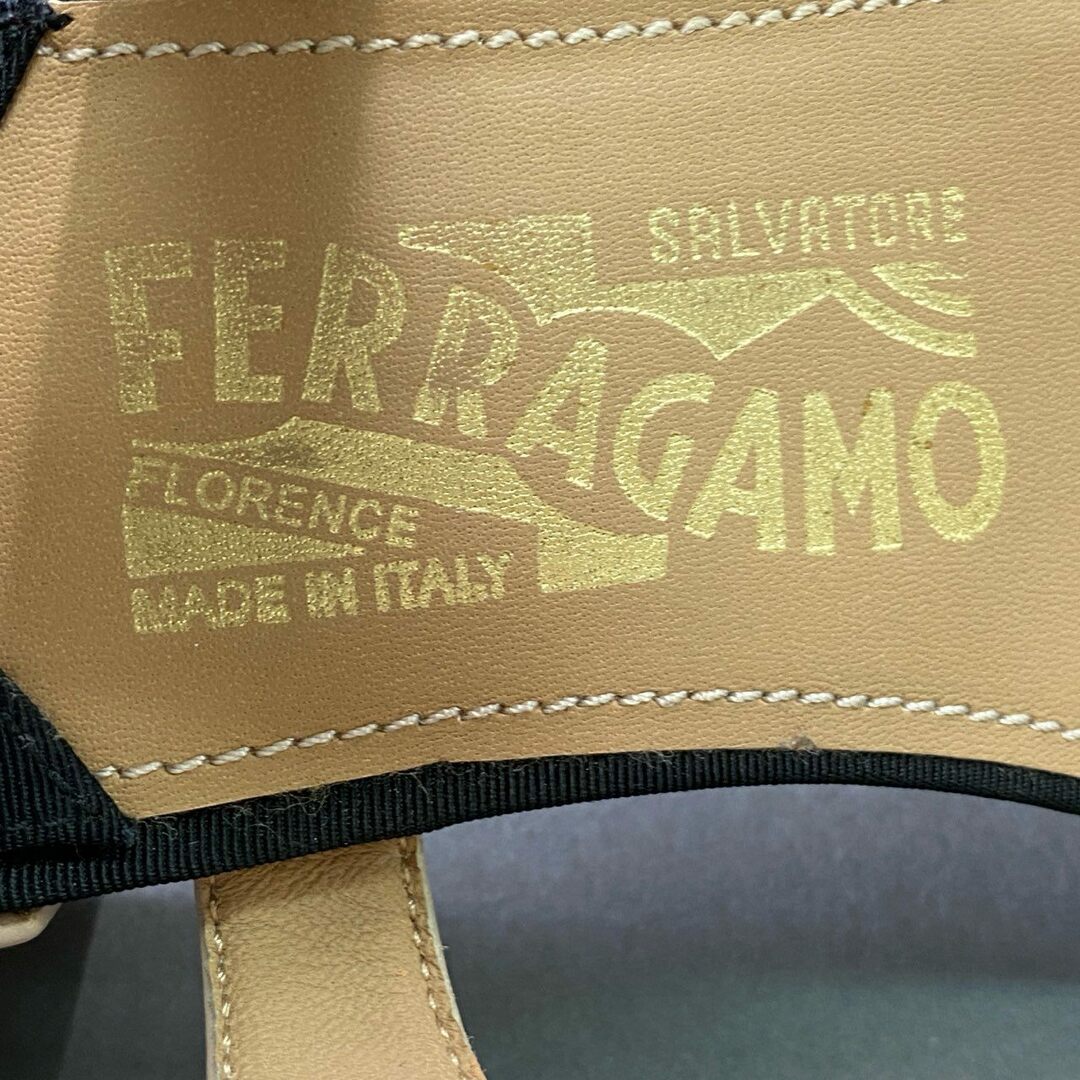 SALVATORE
FERRAGAMO
FLORENCE
MADE IN ITALY